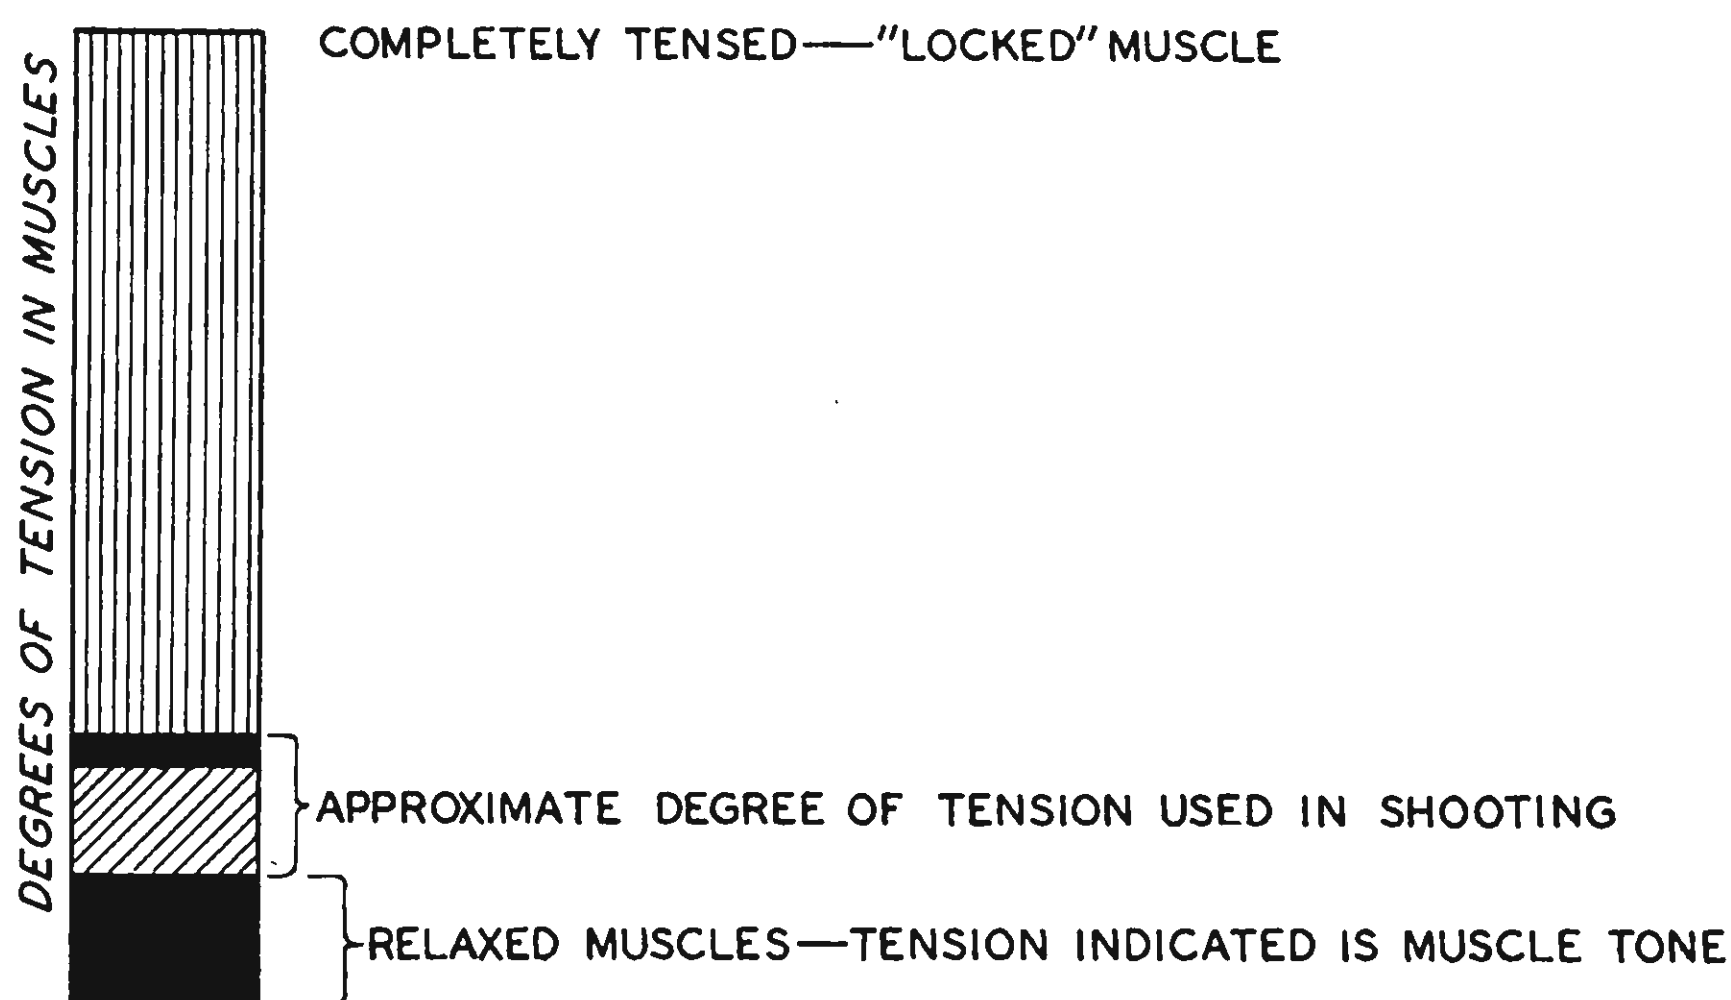 DEGREES OF TENSION IN MUSCLES
COMPLETELY TENSED—"LOCKED" MUSCLE
APPROXIMATE DEGREE OF TENSION USED IN SHOOTING
RELAXED MUSCLES—TENSION INDICATED IS MUSCLE TONE